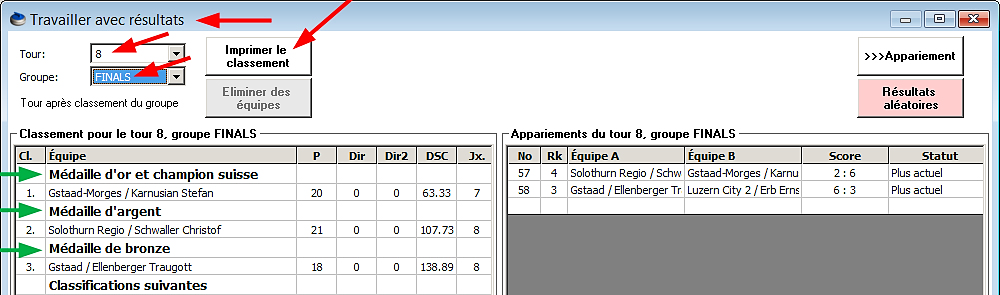 Travailler avec résultats
Tour:
8
Imprimer le
classement
>>>Appariement
Groupe:
FINALS
Eliminer des
équipes
Résultats
aléatoires
Tour après classement du groupe
Classement pour le tour 8, groupe FINALS
Cl. Équipe P Dir Dir2 DSC Jx.
Médaille d'or et champion suisse
1. Gstaad-Morges / Karnusian Stefan 20 0 0 63.33 7
Médaille d'argent
2. Solothurn Regio / Schwaller Christof 21 0 0 107.73 8
Médaille de bronze
3. Gstaad / Ellenberger Traugott 18 0 0 138.89 8
Classifications suivantes
Appariements du tour 8, groupe FINALS
No Rk Équipe A Équipe B Score Statut
57 4 Solothurn Regio / Schw Gstaad-Morges / Karnu 2 : 6 Plus actuel
58 3 Gstaad / Ellenberger Tr Luzern City 2 / Erb Erns 6 : 3 Plus actuel